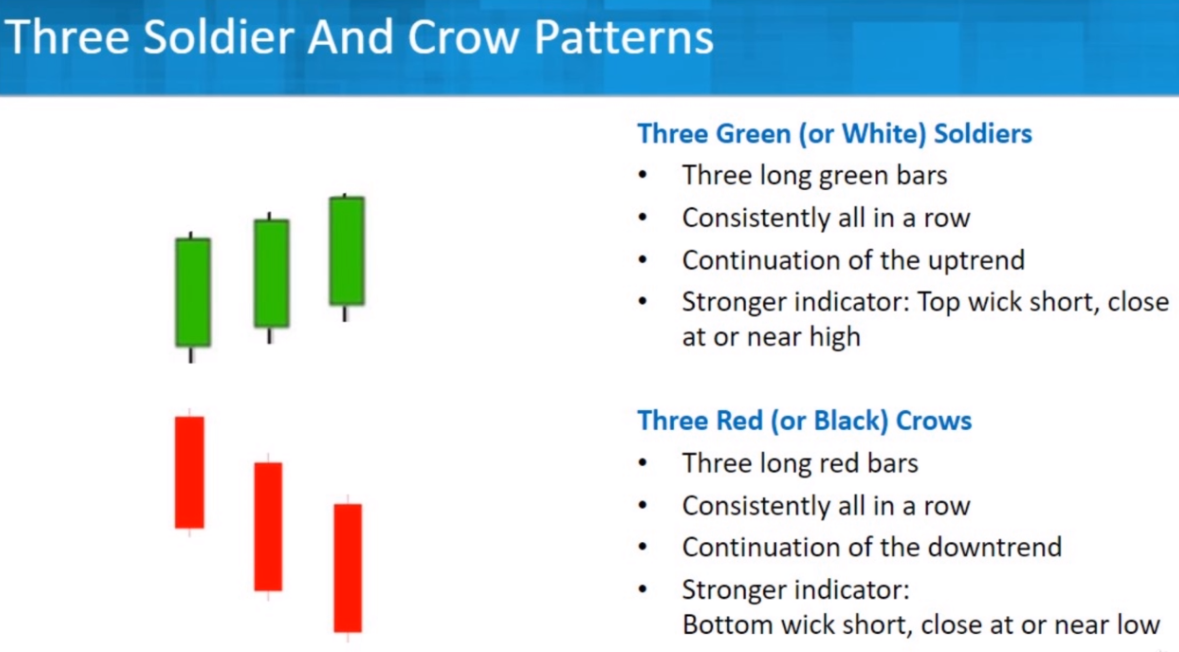 Three Soldier And Crow Patterns
Three Green (or White) Soldiers
• Three long green bars
• Consistently all in a row
• Continuation of the uptrend
• Stronger indicator: Top wick short, close
at or near high
Three Red (or Black) Crows
• Three long red bars
• Consistently all in a row
• Continuation of the downtrend
• Stronger indicator:
Bottom wick short, close at or near low